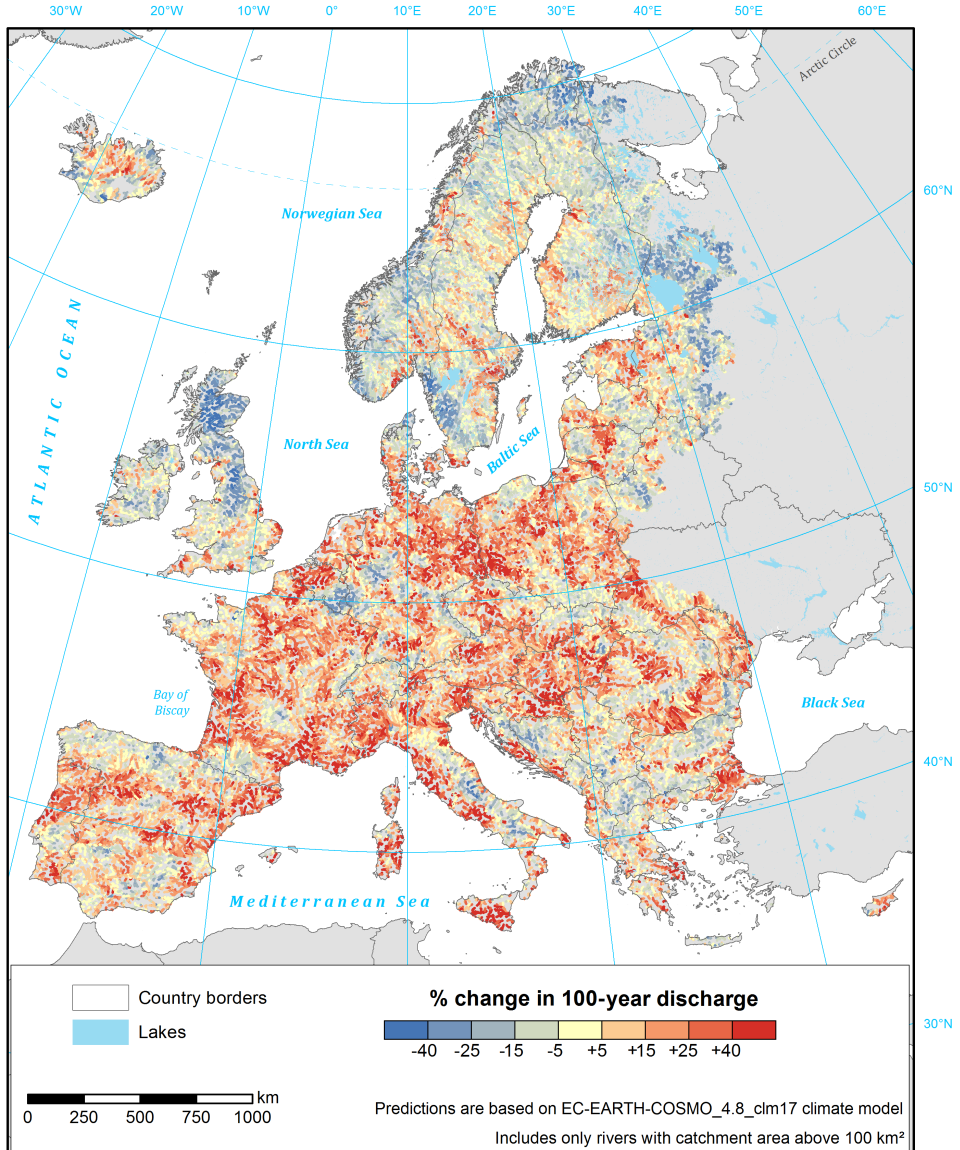 30°W 20°W 10°W 0° 10°E 20°E 30°E 40°E 50°E 60°E
Arctic Circle
60°N
Norwegian Sea
ATLANTIC OCEAN
North Sea
Baltic Sea
50°N
Bay of
Biscay
Black Sea
40°N
Mediterranean Sea
Country borders
% change in 100-year discharge
Lakes
30°N
-40 -25 -15 -5 +5 +15 +25 +40
km
0 250 500 750 1000
Predictions are based on EC-EARTH-COSMO_4.8_clm17 climate model
Includes only rivers with catchment area above 100 km²